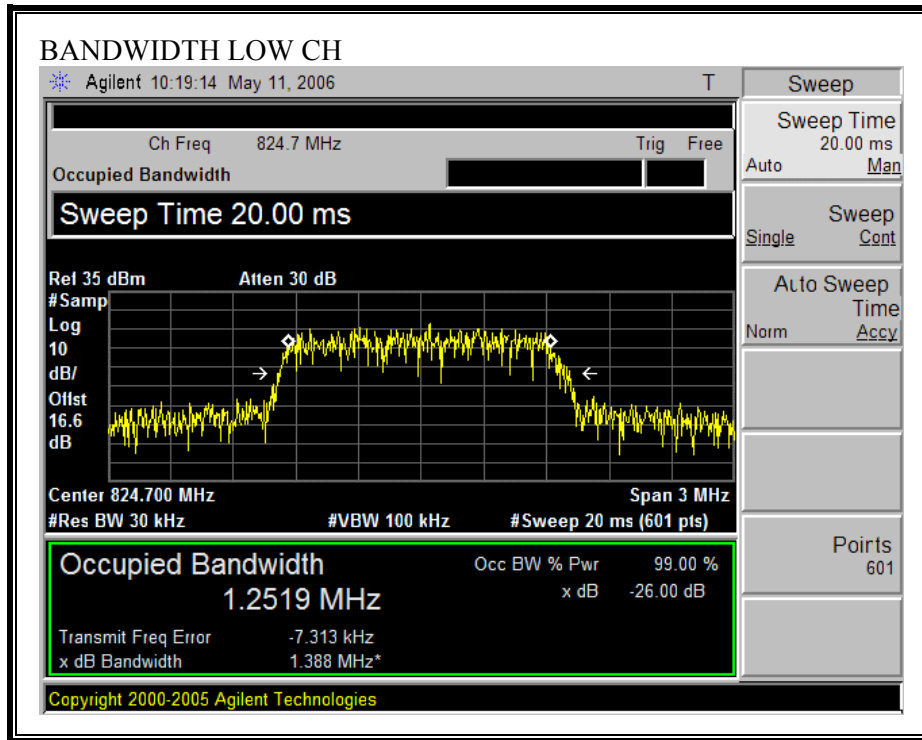 BANDWIDTH LOW CH
Agilent 10:19:14 May 11, 2006 T
Sweep
Ch Freq 824.7 MHz Trig Free
Occupied Bandwidth
Sweep Time 20.00 ms
Ref 35 dBm Atten 30 dB
#Samp
Log
10
dB/
Offst
16.6
dB
Center 824.700 MHz Span 3 MHz
#Res BW 30 kHz #VBW 100 kHz #Sweep 20 ms (601 pts)
Occupied Bandwidth
1.2519 MHz
Occ BW % Pwr 99.00 %
x dB -26.00 dB
Transmit Freq Error -7.313 kHz
x dB Bandwidth 1.388 MHz*
Copyright 2000-2005 Agilent Technologies
Sweep Time
20.00 ms
Auto Man
Sweep
Single Cont
Auto Sweep
Time
Norm Accy
Points
601